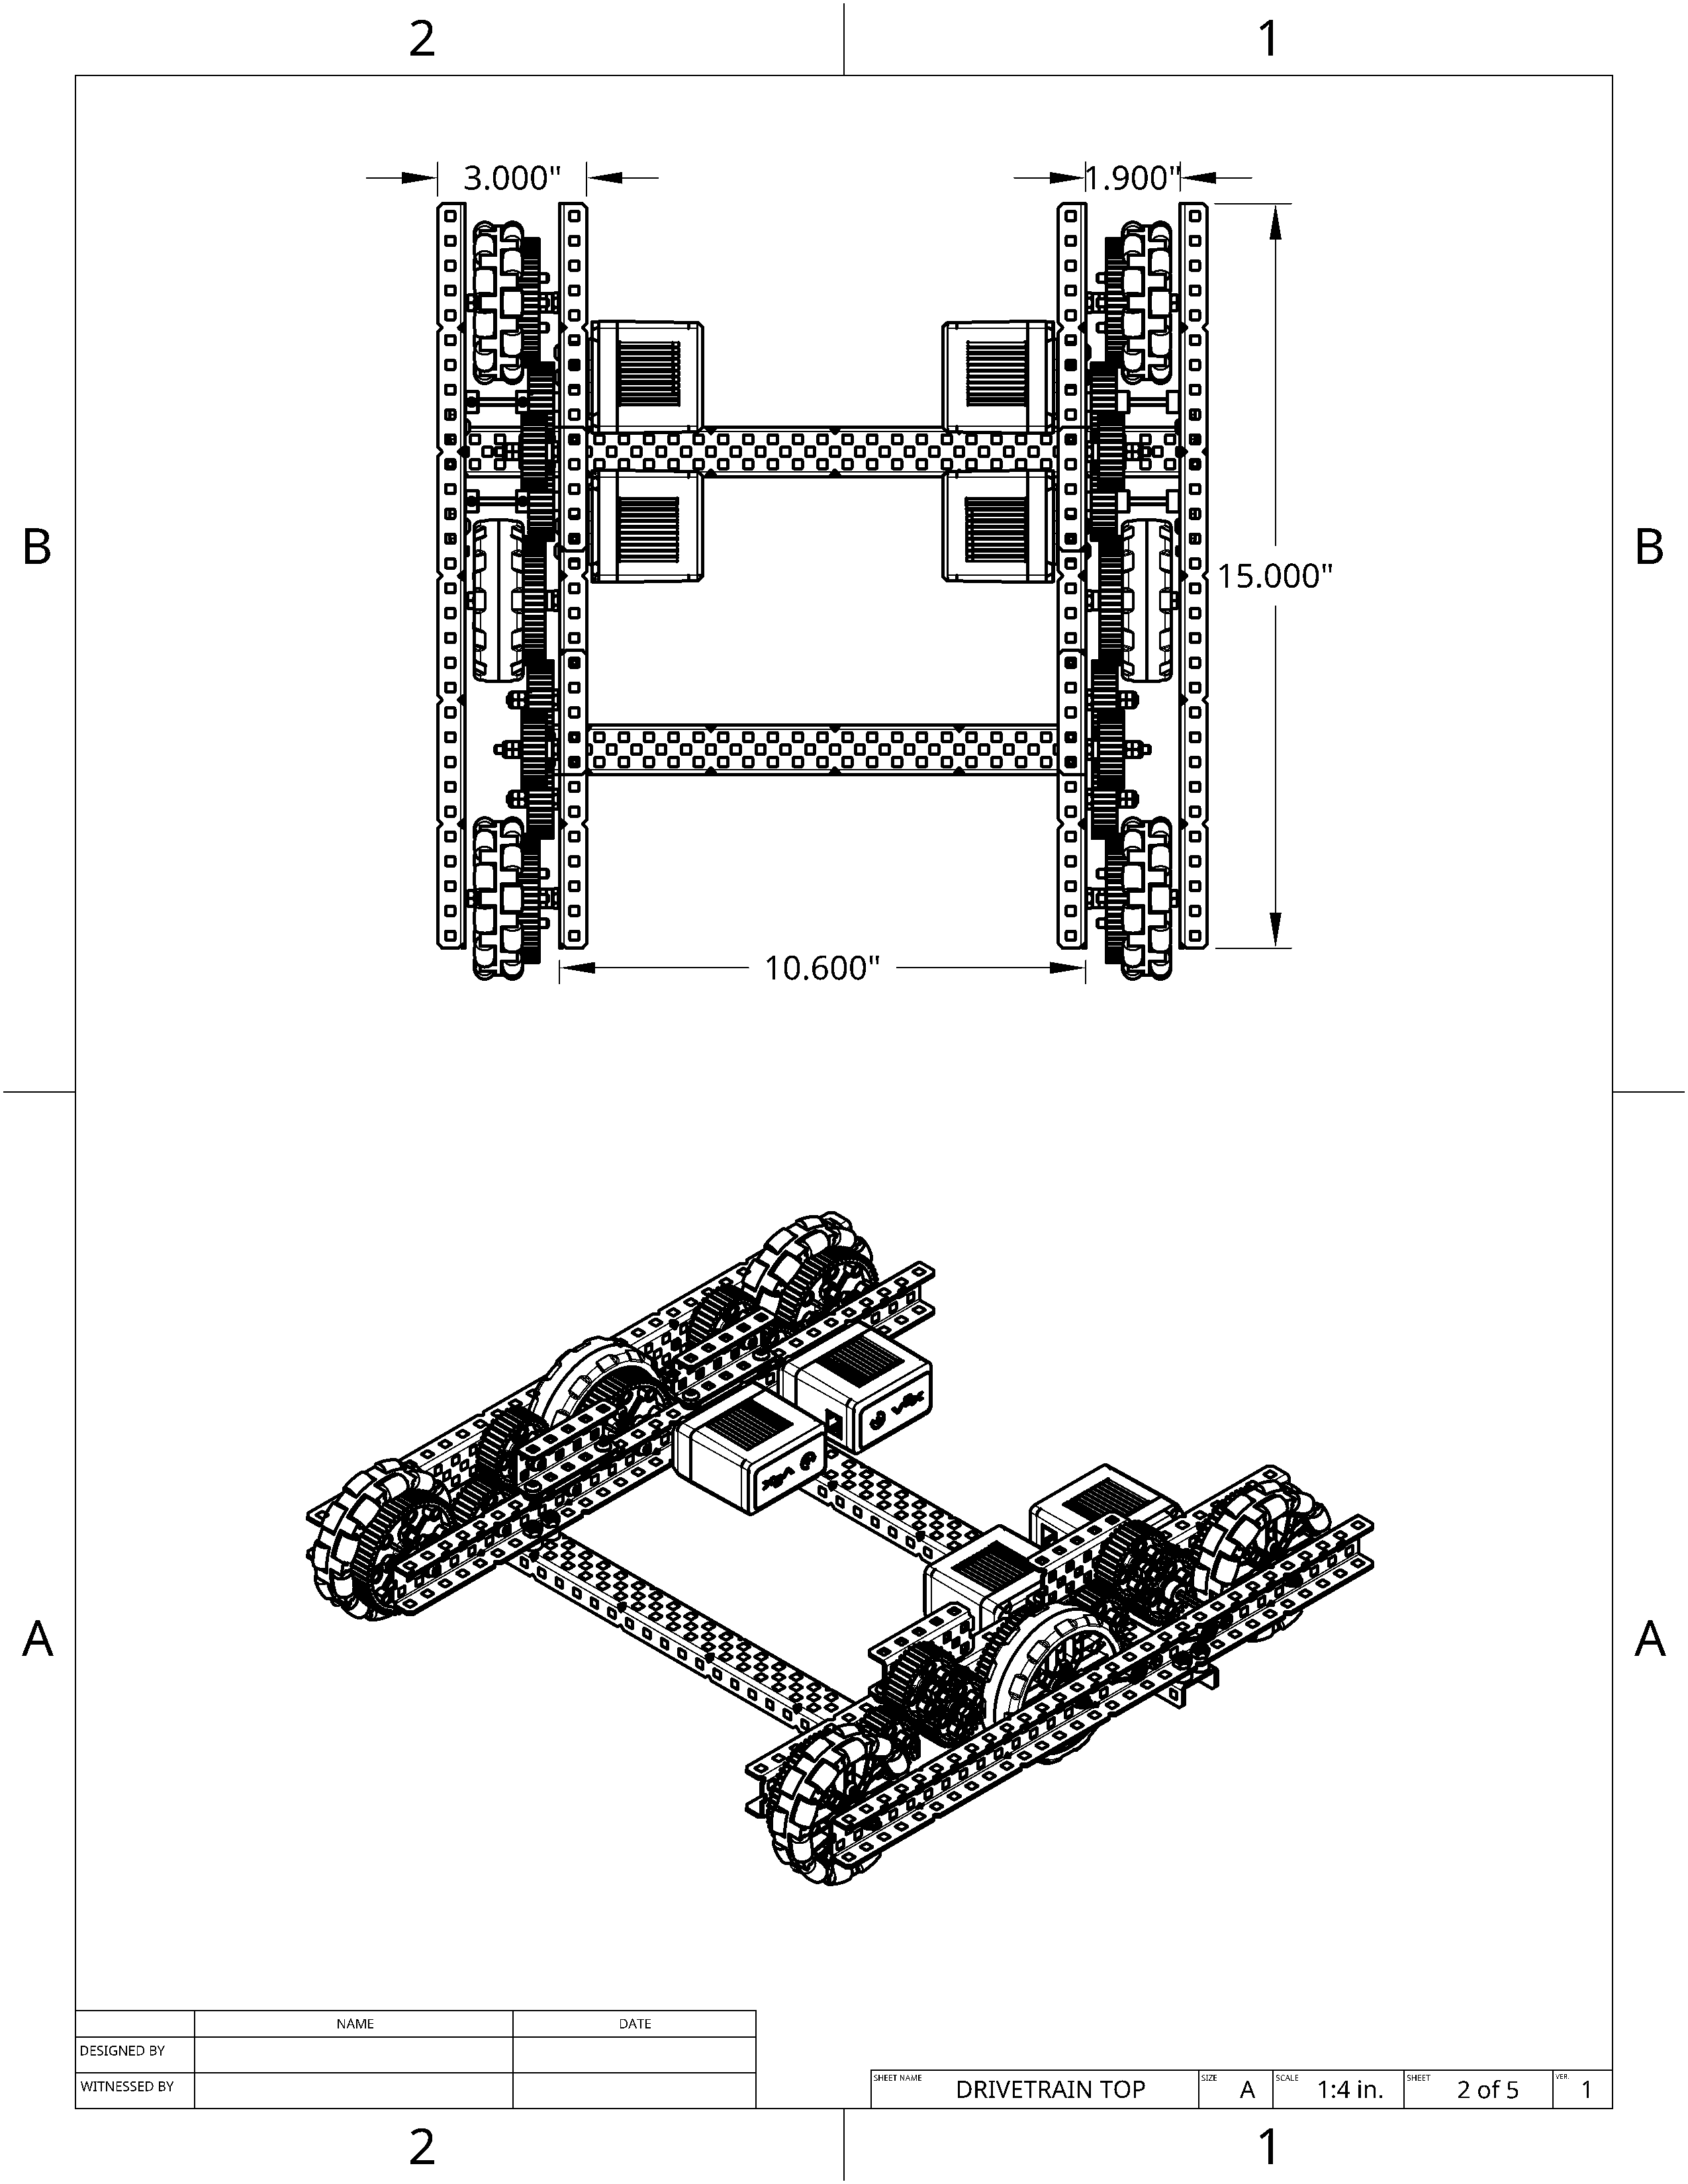 2 1
3.000" 1.900"
B B
15.000"
10.600"
A A
NAME DATE
DESIGNED BY
WITNESSED BY
SHEET NAME DRIVETRAIN TOP SIZE A SCALE 1:4 in. SHEET 2 of 5 VER. 1
2 1